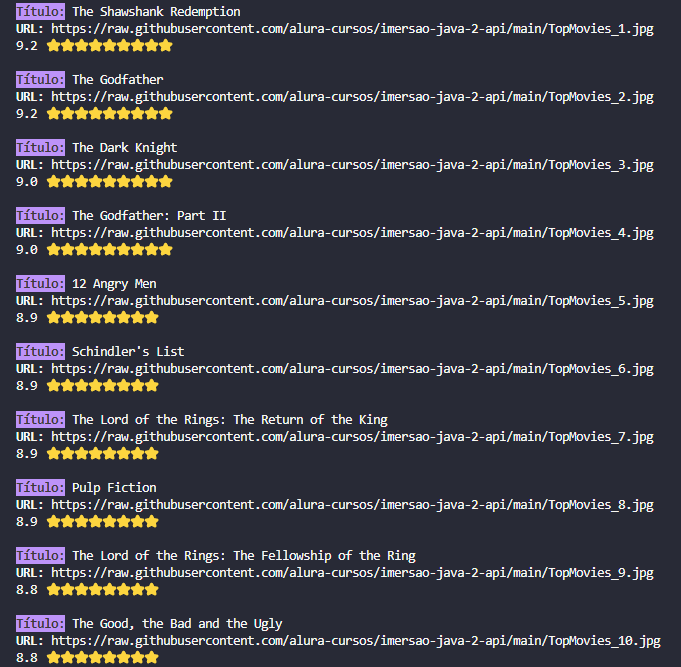 Título: The Shawshank Redemption
URL: https://raw.githubusercontent.com/alura-cursos/imersao-java-2-api/main/TopMovies_1.jpg
9.2 ⭐⭐⭐⭐⭐⭐⭐⭐⭐
Título: The Godfather
URL: https://raw.githubusercontent.com/alura-cursos/imersao-java-2-api/main/TopMovies_2.jpg
9.2 ⭐⭐⭐⭐⭐⭐⭐⭐⭐
Título: The Dark Knight
URL: https://raw.githubusercontent.com/alura-cursos/imersao-java-2-api/main/TopMovies_3.jpg
9.0 ⭐⭐⭐⭐⭐⭐⭐⭐⭐
Título: The Godfather: Part II
URL: https://raw.githubusercontent.com/alura-cursos/imersao-java-2-api/main/TopMovies_4.jpg
9.0 ⭐⭐⭐⭐⭐⭐⭐⭐⭐
Título: 12 Angry Men
URL: https://raw.githubusercontent.com/alura-cursos/imersao-java-2-api/main/TopMovies_5.jpg
8.9 ⭐⭐⭐⭐⭐⭐⭐⭐
Título: Schindler's List
URL: https://raw.githubusercontent.com/alura-cursos/imersao-java-2-api/main/TopMovies_6.jpg
8.9 ⭐⭐⭐⭐⭐⭐⭐⭐
Título: The Lord of the Rings: The Return of the King
URL: https://raw.githubusercontent.com/alura-cursos/imersao-java-2-api/main/TopMovies_7.jpg
8.9 ⭐⭐⭐⭐⭐⭐⭐⭐
Título: Pulp Fiction
URL: https://raw.githubusercontent.com/alura-cursos/imersao-java-2-api/main/TopMovies_8.jpg
8.9 ⭐⭐⭐⭐⭐⭐⭐⭐
Título: The Lord of the Rings: The Fellowship of the Ring
URL: https://raw.githubusercontent.com/alura-cursos/imersao-java-2-api/main/TopMovies_9.jpg
8.8 ⭐⭐⭐⭐⭐⭐⭐⭐
Título: The Good, the Bad and the Ugly
URL: https://raw.githubusercontent.com/alura-cursos/imersao-java-2-api/main/TopMovies_10.jpg
8.8 ⭐⭐⭐⭐⭐⭐⭐⭐